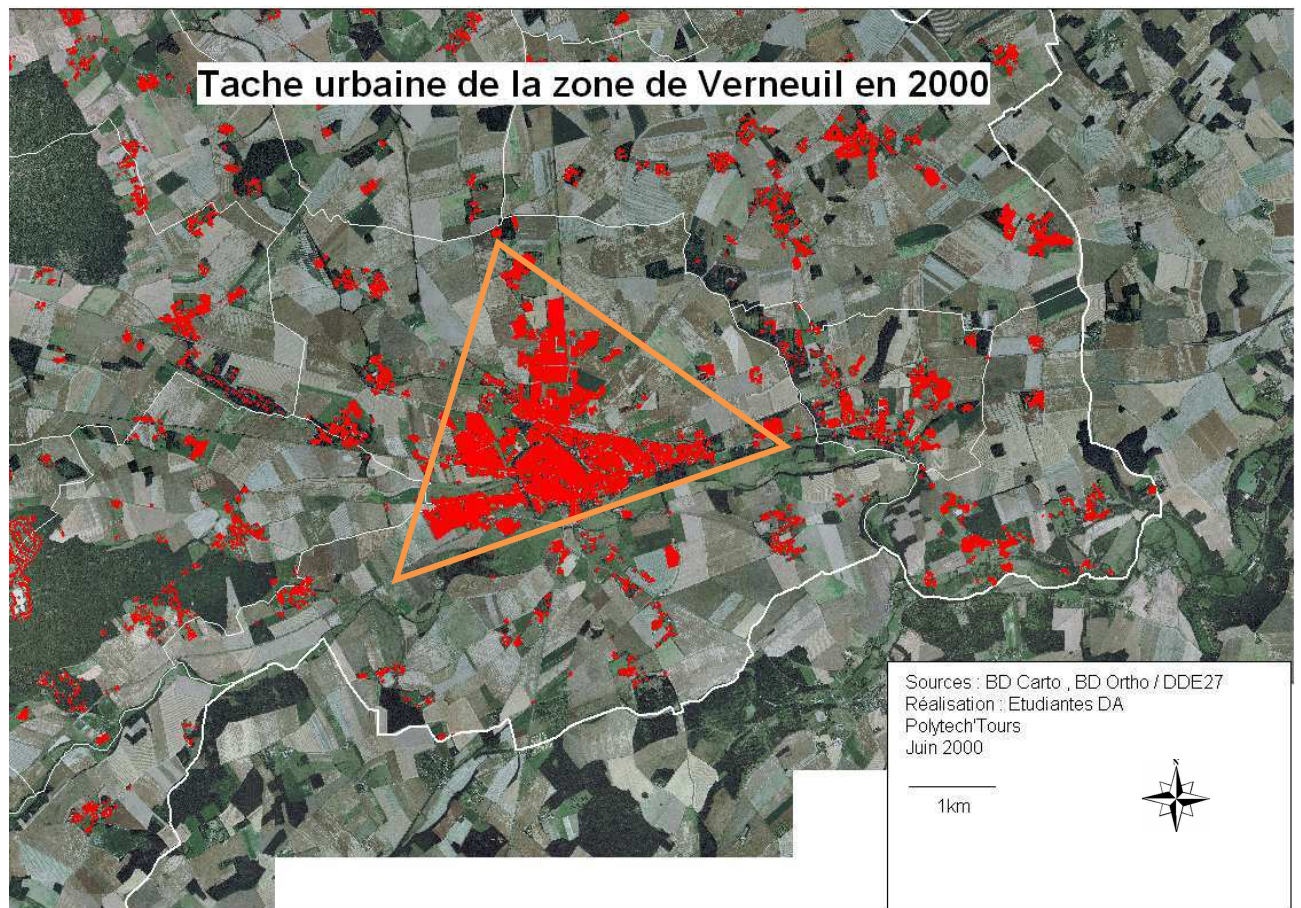 Tache urbaine de la zone de Verneuil en 2000
Sources : BD Carto , BD Ortho / DDE27
Réalisation : Etudiantes DA
Polytech'Tours
Juin 2000
N
1km